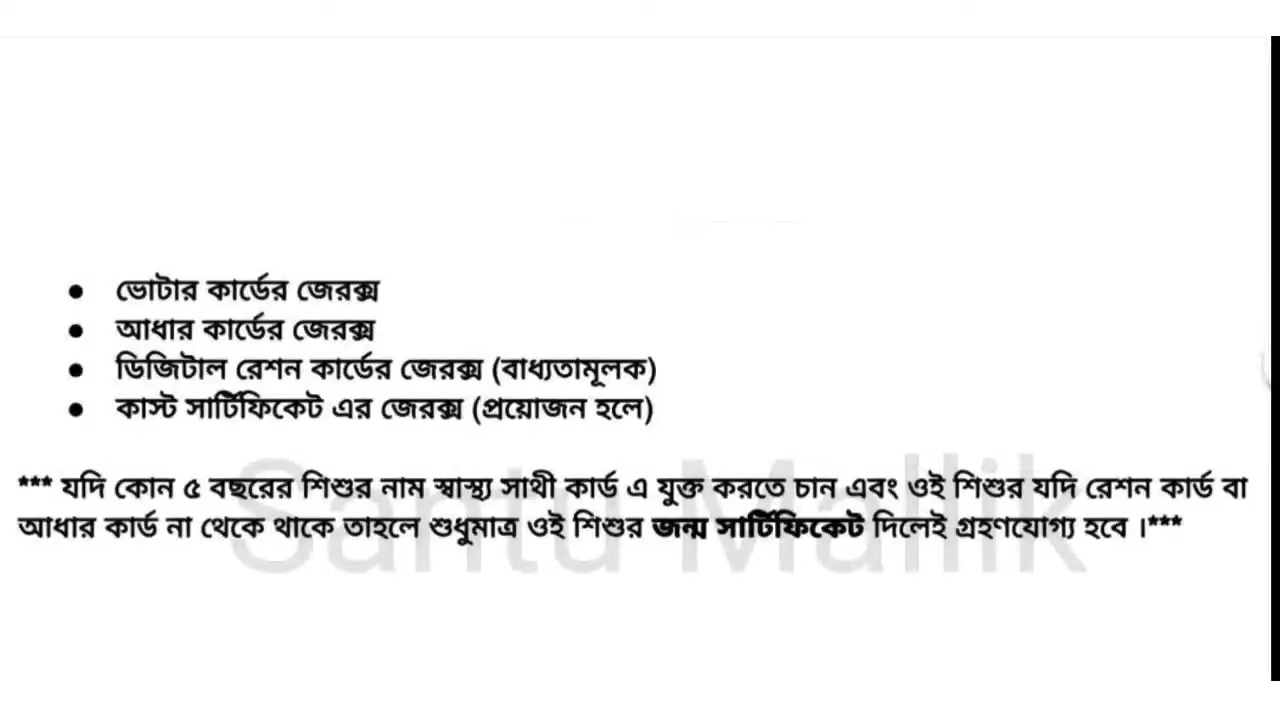 ● ভোটার কার্ডের জেরক্স
● আধার কার্ডের জেরক্স
● ডিজিটাল রেশন কার্ডের জেরক্স (বাধ্যতামূলক)
● কাস্ট সার্টিফিকেট এর জেরক্স (প্রয়োজন হলে)
*** যদি কোন ৫ বছরের শিশুর নাম স্বাস্থ্য সাথী কার্ড এ যুক্ত করতে চান এবং ওই শিশুর যদি রেশন কার্ড বা
আধার কার্ড না থেকে থাকে তাহলে শুধুমাত্র ওই শিশুর জন্ম সার্টিফিকেট দিলেই গ্রহণযোগ্য হবে ।***
Santu Mallik